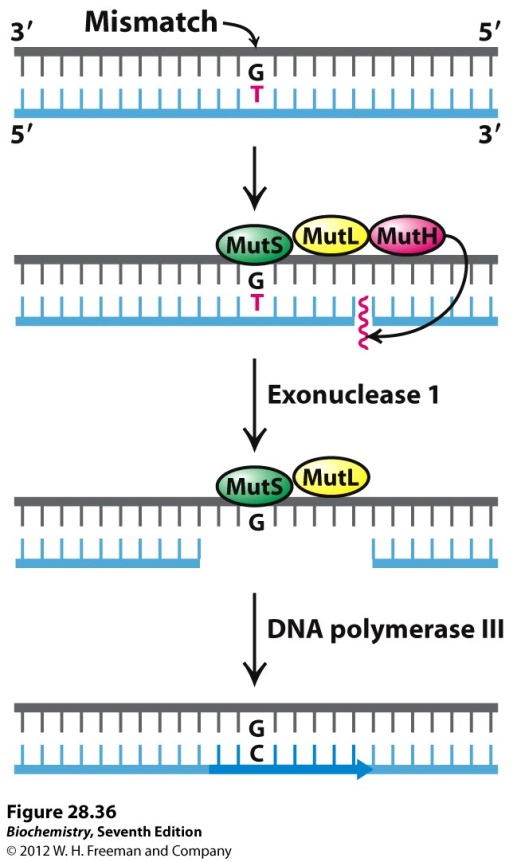 Mismatch
3′ 5′
G
T
5′ 3′
MutS MutL MutH
G
T
Exonuclease 1
MutS MutL
G
DNA polymerase III
G
C
Figure 28.36
Biochemistry, Seventh Edition
© 2012 W. H. Freeman and Company